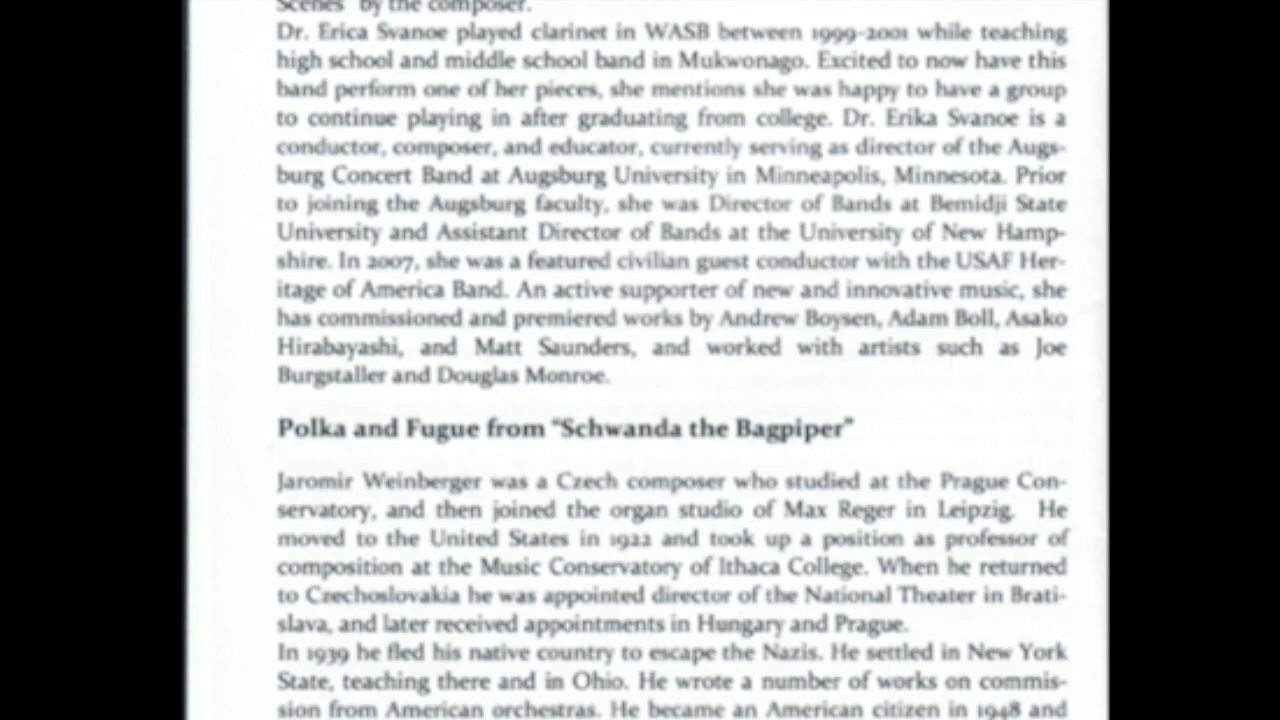 Scenes" by the composer.
Dr. Erica Svanoe played clarinet in WASB between 1999-2001 while teaching
high school and middle school band in Mukwonago. Excited to now have this
band perform one of her pieces, she mentions she was happy to have a group
to continue playing in after graduating from college. Dr. Erika Svanoe is a
conductor, composer, and educator, currently serving as director of the Augs-
burg Concert Band at Augsburg University in Minneapolis, Minnesota. Prior
to joining the Augsburg faculty, she was Director of Bands at Bemidji State
University and Assistant Director of Bands at the University of New Hamp-
shire. In 2007, she was a featured civilian guest conductor with the USAF Her-
itage of America Band. An active supporter of new and innovative music, she
has commissioned and premiered works by Andrew Boysen, Adam Boll, Asako
Hirabayashi, and Matt Saunders, and worked with artists such as Joe
Burgstaller and Douglas Monroe.
Polka and Fugue from "Schwanda the Bagpiper"
Jaromir Weinberger was a Czech composer who studied at the Prague Con-
servatory, and then joined the organ studio of Max Reger in Leipzig. He
moved to the United States in 1922 and took up a position as professor of
composition at the Music Conservatory of Ithaca College. When he returned
to Czechoslovakia he was appointed director of the National Theater in Brati-
slava, and later received appointments in Hungary and Prague.
In 1939 he fled his native country to escape the Nazis. He settled in New York
State, teaching there and in Ohio. He wrote a number of works on commis-
sion from American orchestras. He became an American citizen in 1948 and